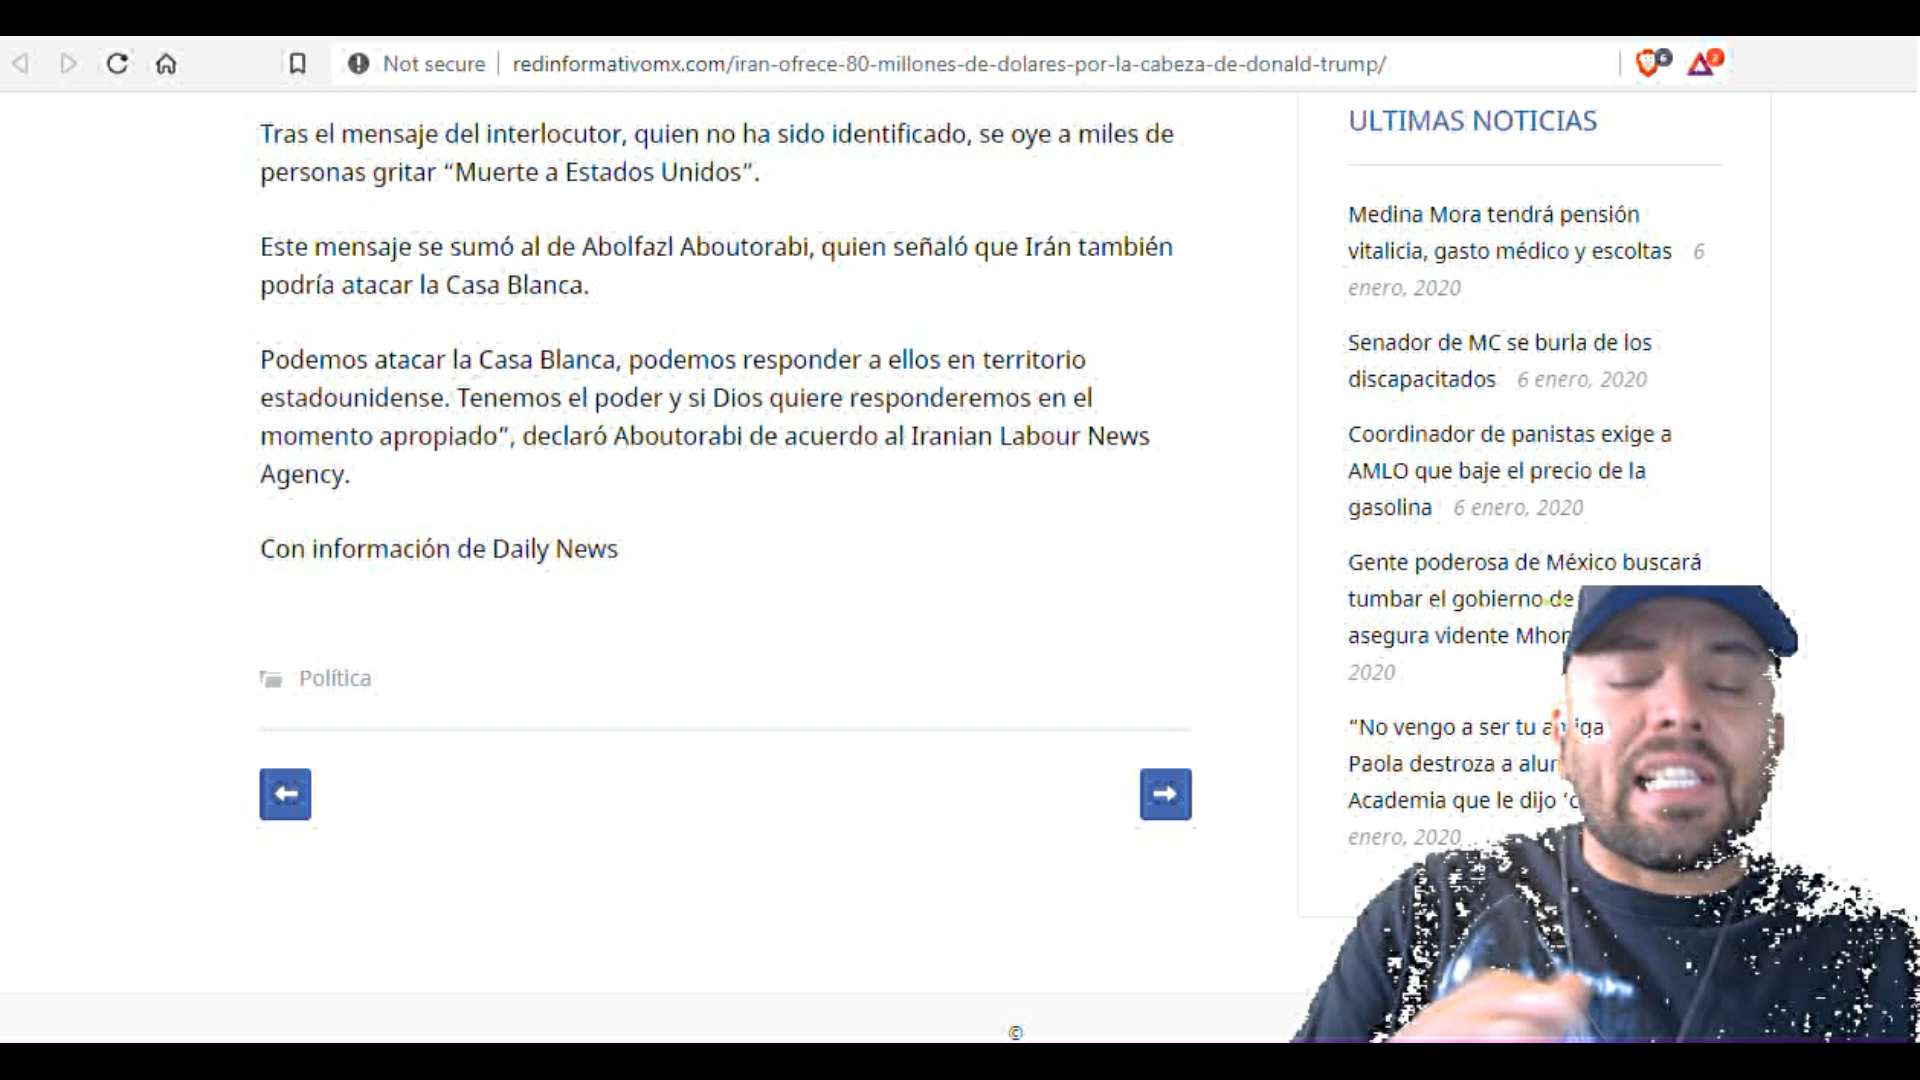 Not secure
redinformativomx.com/iran-ofrece-80-millones-de-dolares-por-la-cabeza-de-donald-trump/
Tras el mensaje del interlocutor, quien no ha sido identificado, se oye a miles de
personas gritar “Muerte a Estados Unidos”.
Este mensaje se sumó al de Abolfazl Aboutorabi, quien señaló que Irán también
podría atacar la Casa Blanca.
Podemos atacar la Casa Blanca, podemos responder a ellos en territorio
estadounidense. Tenemos el poder y si Dios quiere responderemos en el
momento apropiado”, declaró Aboutorabi de acuerdo al Iranian Labour News
Agency.
Con información de Daily News
Política
ULTIMAS NOTICIAS
Medina Mora tendrá pensión
vitalicia, gasto médico y escoltas 6
enero, 2020
Senador de MC se burla de los
discapacitados 6 enero, 2020
Coordinador de panistas exige a
AMLO que baje el precio de la
gasolina 6 enero, 2020
Gente poderosa de México buscará
tumbar el gobierno de
asegura vidente
2020
“No vengo a ser tu
Paola destroza a
Academia que le dijo
enero, 2020
©